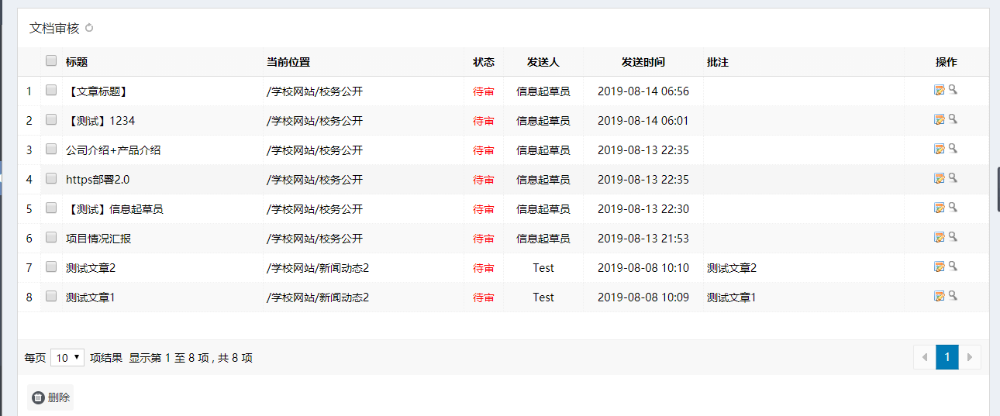 文档审核
标题 当前位置 状态 发送人 发送时间 批注 操作
1 【文章标题】 /学校网站/校务公开 待审 信息起草员 2019-08-14 06:56
2 【测试】1234 /学校网站/校务公开 待审 信息起草员 2019-08-14 06:01
3 公司介绍+产品介绍 /学校网站/校务公开 待审 信息起草员 2019-08-13 22:35
4 https部署2.0 /学校网站/校务公开 待审 信息起草员 2019-08-13 22:35
5 【测试】信息起草员 /学校网站/校务公开 待审 信息起草员 2019-08-13 22:30
6 项目情况汇报 /学校网站/校务公开 待审 信息起草员 2019-08-13 21:53
7 测试文章2 /学校网站/新闻动态2 待审 Test 2019-08-08 10:10 测试文章2
8 测试文章1 /学校网站/新闻动态2 待审 Test 2019-08-08 10:09 测试文章1
每页 10 项结果 显示第 1 至 8 项 , 共 8 项 1
删除